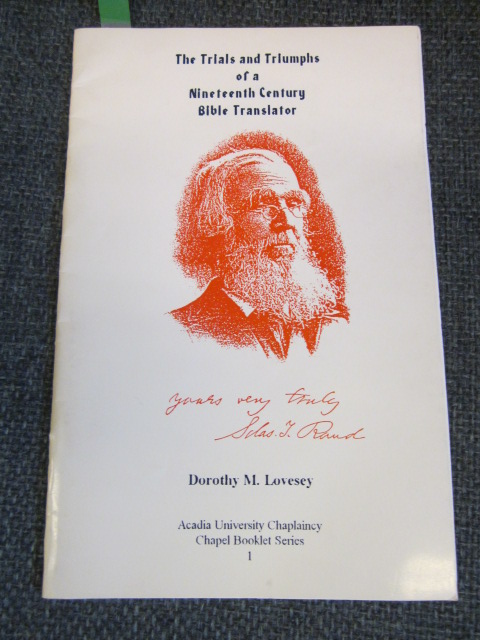 The Trials and Triumphs
of a
Nineteenth Century
Bible Translator
yours very truly
Silas. T. Rand
Dorothy M. Lovesey
Acadia University Chaplaincy
Chapel Booklet Series
1